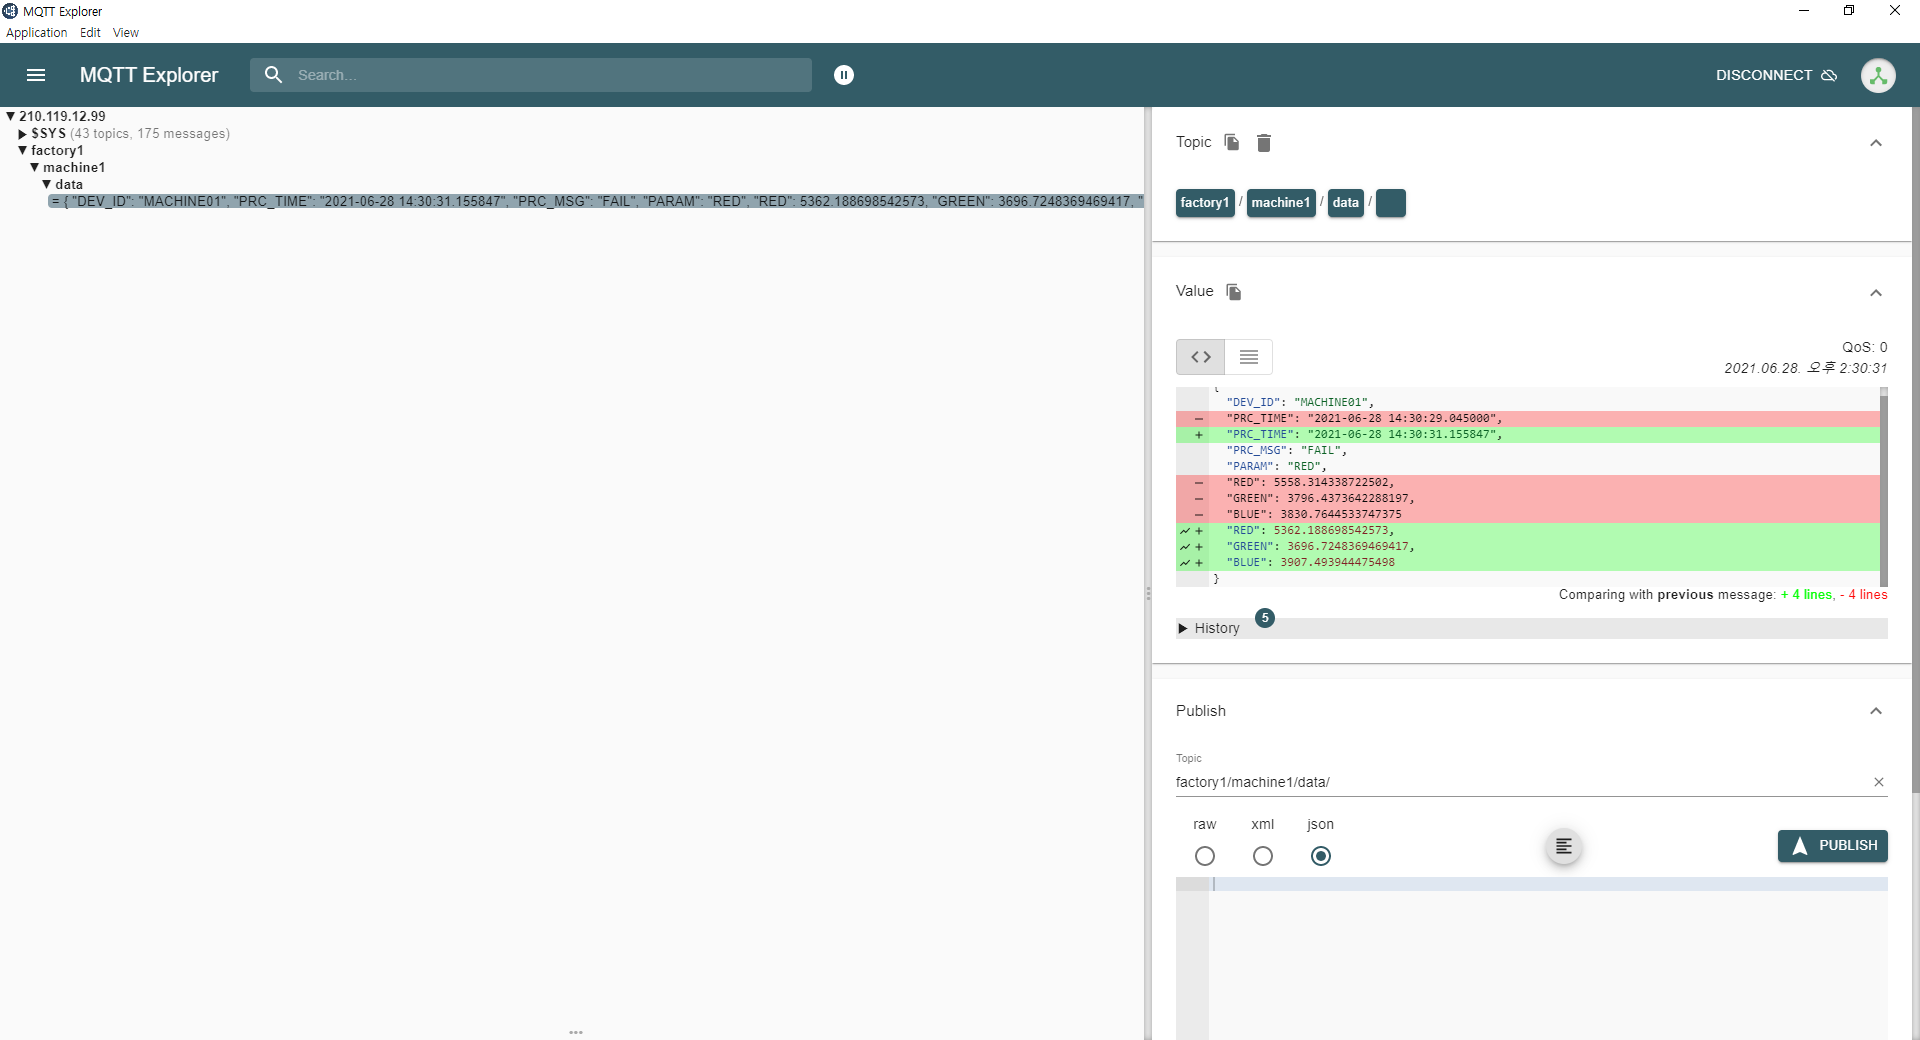 MQTT Explorer
Application Edit View
MQTT Explorer Search... DISCONNECT
210.119.12.99
$SYS (43 topics, 175 messages)
factory1
machine1
data
= { "DEV_ID": "MACHINE01", "PRC_TIME": "2021-06-28 14:30:31.155847", "PRC_MSG": "FAIL", "PARAM": "RED", "RED": 5362.188698542573, "GREEN": 3696.7248369469417, "
Topic
factory1 / machine1 / data /
Value
QoS: 0
2021.06.28. 오후 2:30:31
{
"DEV_ID": "MACHINE01",
− "PRC_TIME": "2021-06-28 14:30:29.045000",
+ "PRC_TIME": "2021-06-28 14:30:31.155847",
"PRC_MSG": "FAIL",
"PARAM": "RED",
− "RED": 5558.314338722502,
− "GREEN": 3796.4373642288197,
− "BLUE": 3830.7644533747375
+ "RED": 5362.188698542573,
+ "GREEN": 3696.7248369469417,
+ "BLUE": 3907.493944475498
}
Comparing with previous message: + 4 lines, - 4 lines
History 5
Publish
Topic
factory1/machine1/data/
raw xml json
PUBLISH